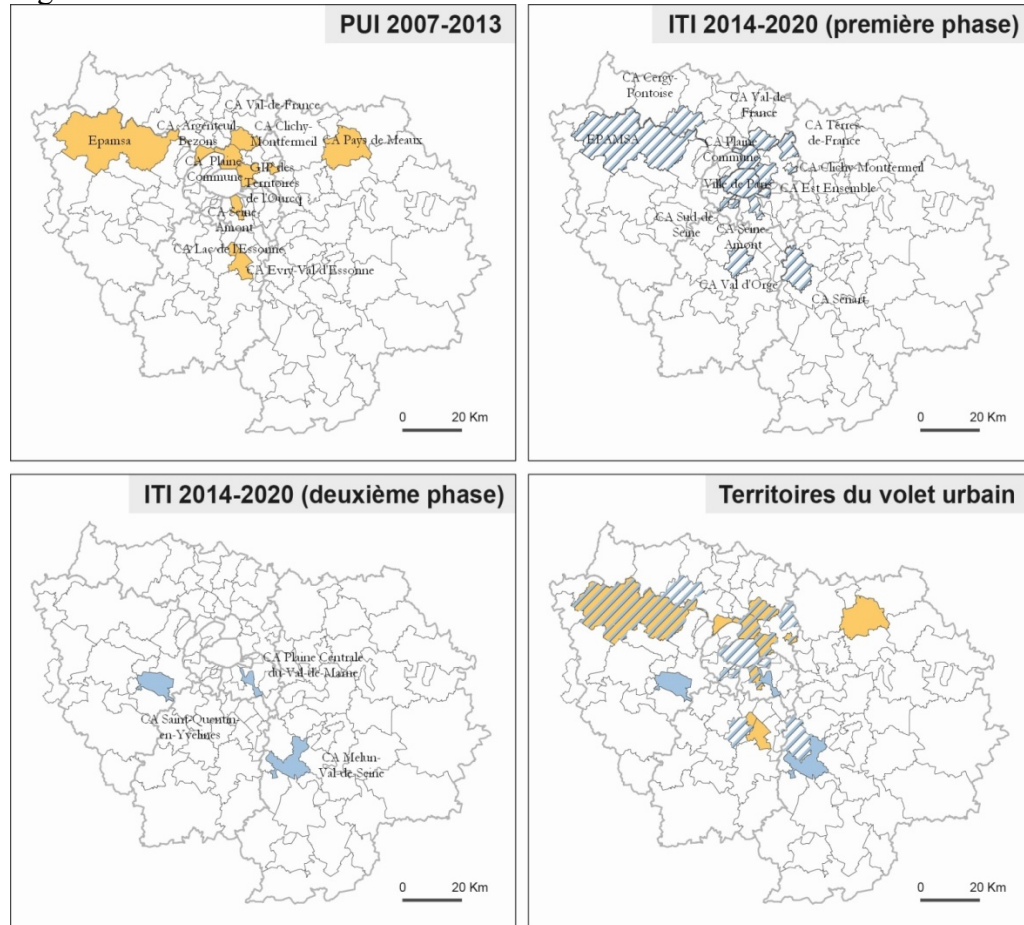 PUI 2007-2013
CA Val-de-France
Epamsa
CA Argenteuil-
Bezons
CA Clichy-
Montfermeil
CA Pays de Meaux
CA Plaine
Commune
GIP des
Territoires
de l'Ourcq
CA Seine-
Amont
CA Lac de l'Essonne
CA Evry-Val d'Essonne
0 20 Km
ITI 2014-2020 (première phase)
CA Cergy-
Pontoise
CA Val-de-
France
EPAMSA
CA Terres-
de-France
CA Plaine
Commune
CA Clichy-Montfermeil
Ville de Paris
CA Est Ensemble
CA Sud-de-
Seine
CA Seine-
Amont
CA Val d'Orge
CA Sénart
0 20 Km
ITI 2014-2020 (deuxième phase)
CA Plaine Centrale
du-Val-de-Marne
CA Saint-Quentin-
en-Yvelines
CA Melun-
Val-de-Seine
0 20 Km
Territoires du volet urbain
0 20 Km